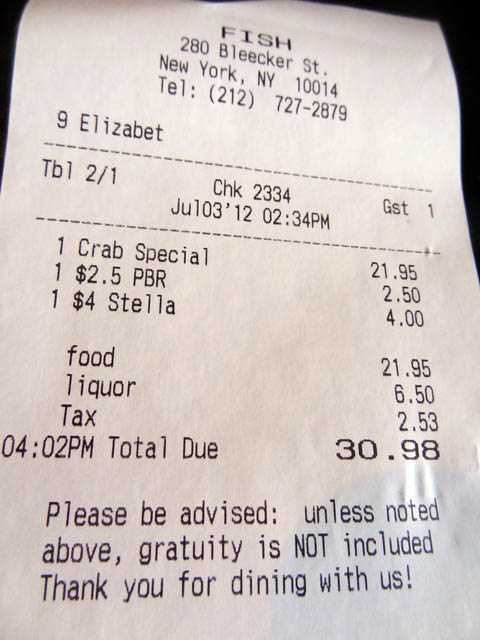 FISH
280 Bleecker St.
New York, NY 10014
Tel: (212) 727-2879
9 Elizabet
Tbl 2/1 Chk 2334 Gst 1
Jul03'12 02:34PM
1 Crab Special 21.95
1 $2.5 PBR 2.50
1 $4 Stella 4.00
food 21.95
liquor 6.50
Tax 2.53
04:02PM Total Due 30.98
Please be advised: unless noted
above, gratuity is NOT included
Thank you for dining with us!